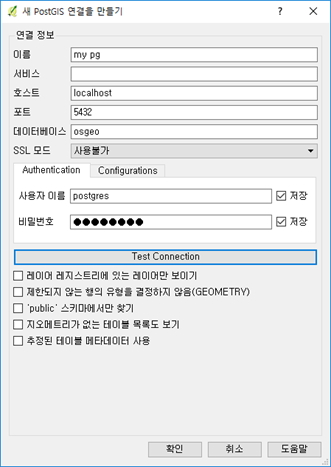 새 PostGIS 연결을 만들기
연결 정보
이름 my pg
서비스
호스트 localhost
포트 5432
데이터베이스 osgeo
SSL 모드 사용불가
Authentication Configurations
사용자 이름 postgres 저장
비밀번호 ●●●●●●●● 저장
Test Connection
레이어 레지스트리에 있는 레이어만 보이기
제한되지 않는 행의 유형을 결정하지 않음(GEOMETRY)
'public' 스키마에서만 찾기
지오메트리가 없는 테이블 목록도 보기
추정된 테이블 메타데이터 사용
확인 취소 도움말